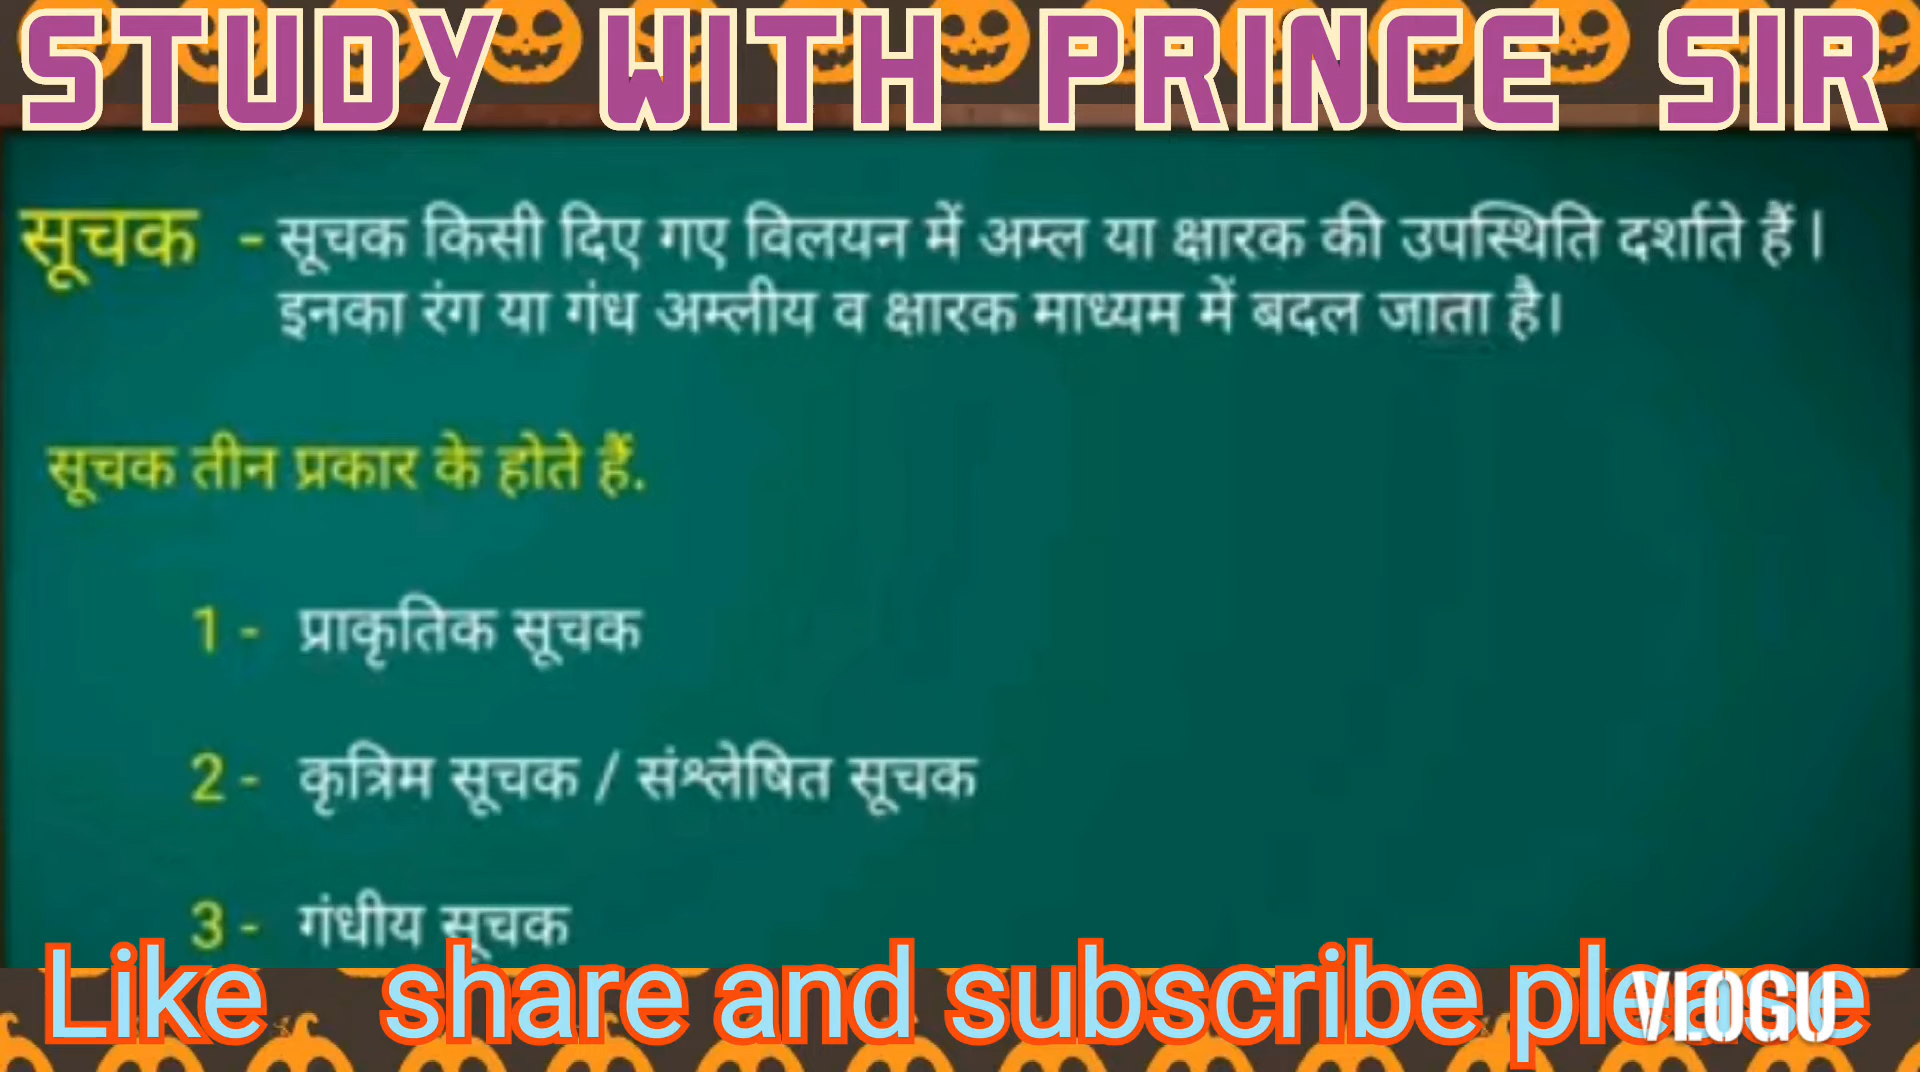 STUDY WITH PRINCE SIR
सूचक - सूचक किसी दिए गए विलयन में अम्ल या क्षारक की उपस्थिति दर्शाते हैं ।
इनका रंग या गंध अम्लीय व क्षारक माध्यम में बदल जाता है।
सूचक तीन प्रकार के होते हैं.
1 - प्राकृतिक सूचक
2 - कृत्रिम सूचक / संश्लेषित सूचक
3 - गंधीय सूचक
Like share and subscribe please
VLOGU